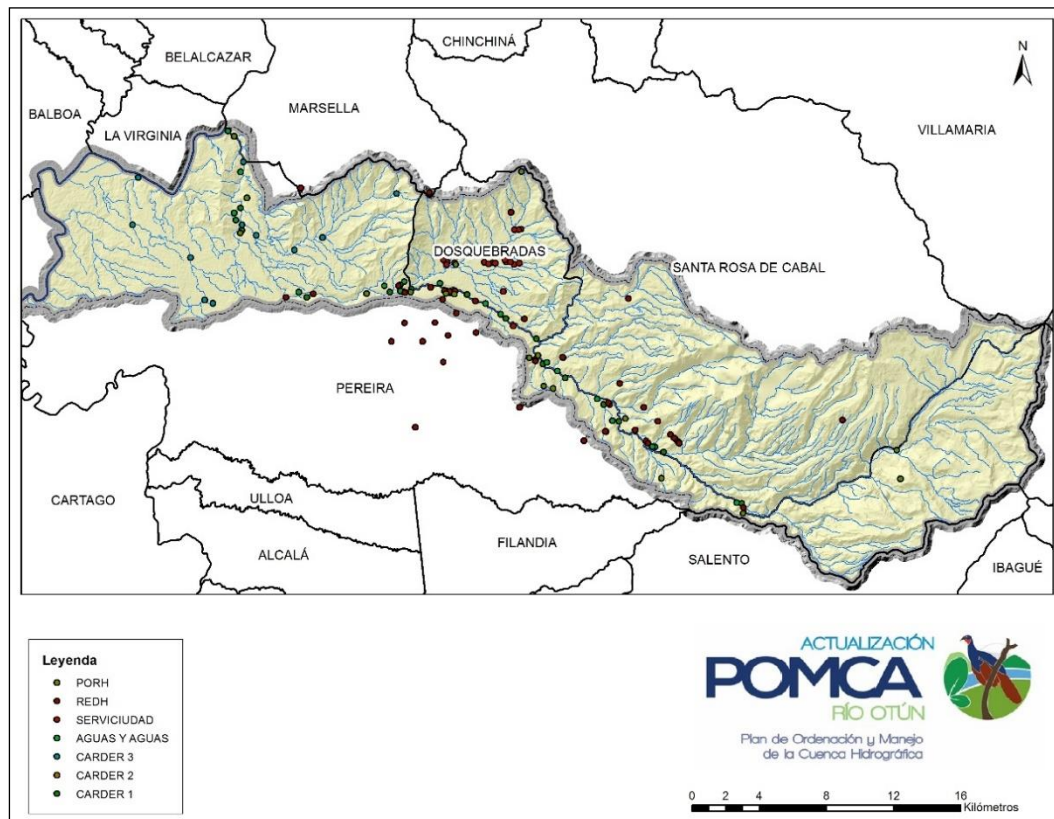 CHINCHINÁ
N
BELALCAZAR
BALBOA
MARSELLA
LA VIRGINIA
VILLAMARIA
DOSQUEBRADAS
SANTA ROSA DE CABAL
PEREIRA
CARTAGO
ULLOA
ALCALÁ
FILANDIA
SALENTO
IBAGUÉ
Leyenda
PORH
REDH
SERVICIUDAD
AGUAS Y AGUAS
CARDER 3
CARDER 2
CARDER 1
ACTUALIZACIÓN
POMCA
RÍO OTÚN
Plan de Ordenación y Manejo
de la Cuenca Hidrográfica
0 2 4 8 12 16
Kilómetros